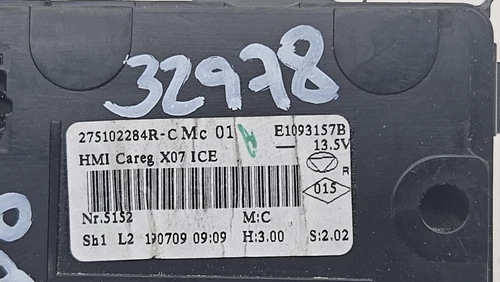 32978
275102284R-C Mc 01 E1093157B
13.5V
HMI Careg X07 ICE
R
015
Nr.5152 M:C
Sh1 L2 190709 09:09 H:3.00 S:2.02